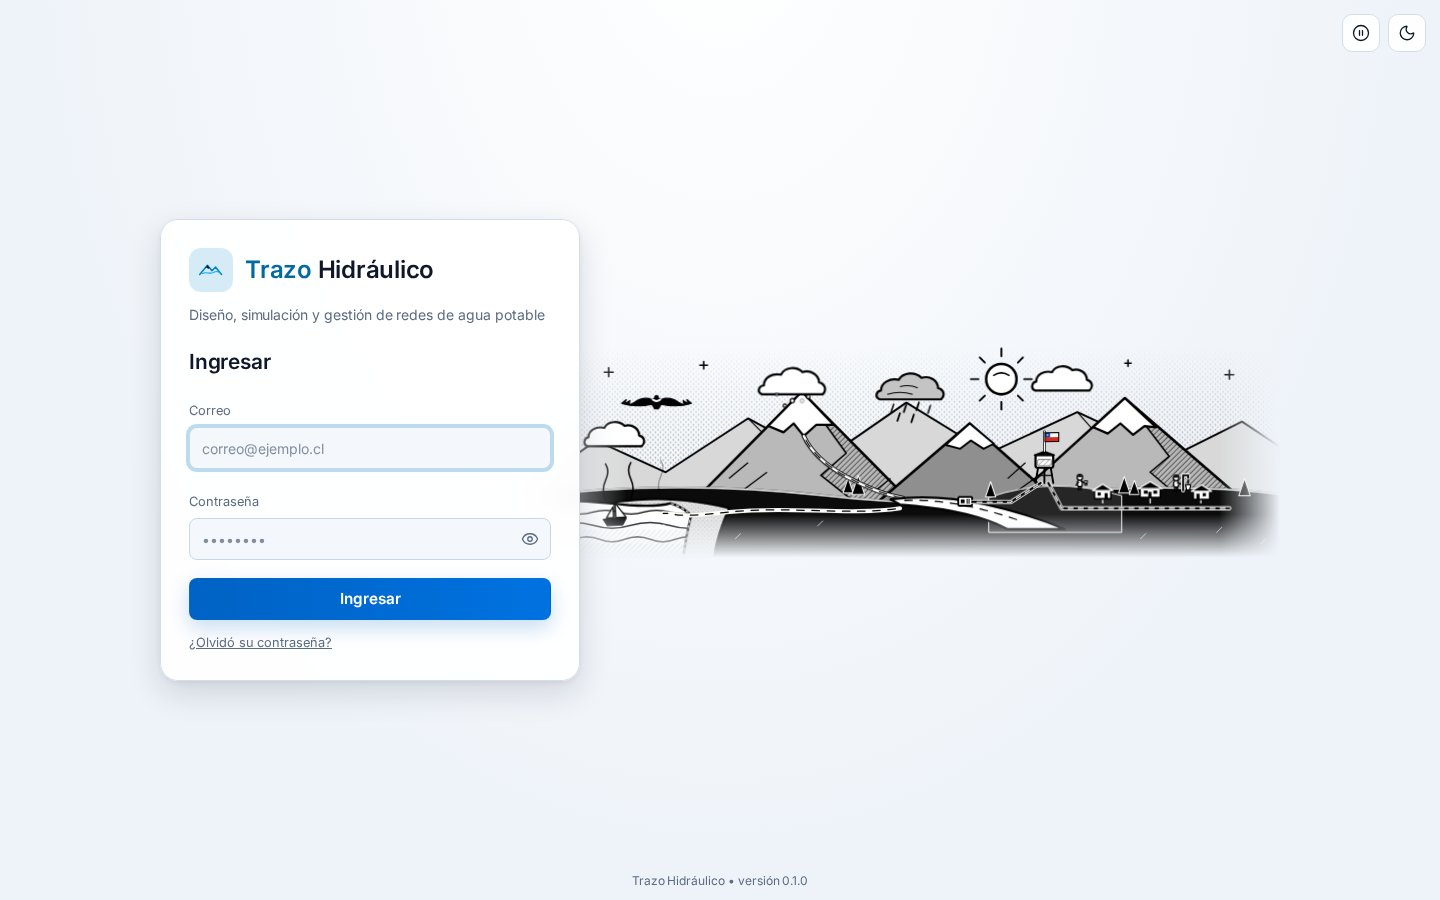 Trazo Hidráulico
Diseño, simulación y gestión de redes de agua potable
Ingresar
Correo
correo@ejemplo.cl
Contraseña
••••••••
Ingresar
¿Olvidó su contraseña?
Trazo Hidráulico • versión 0.1.0